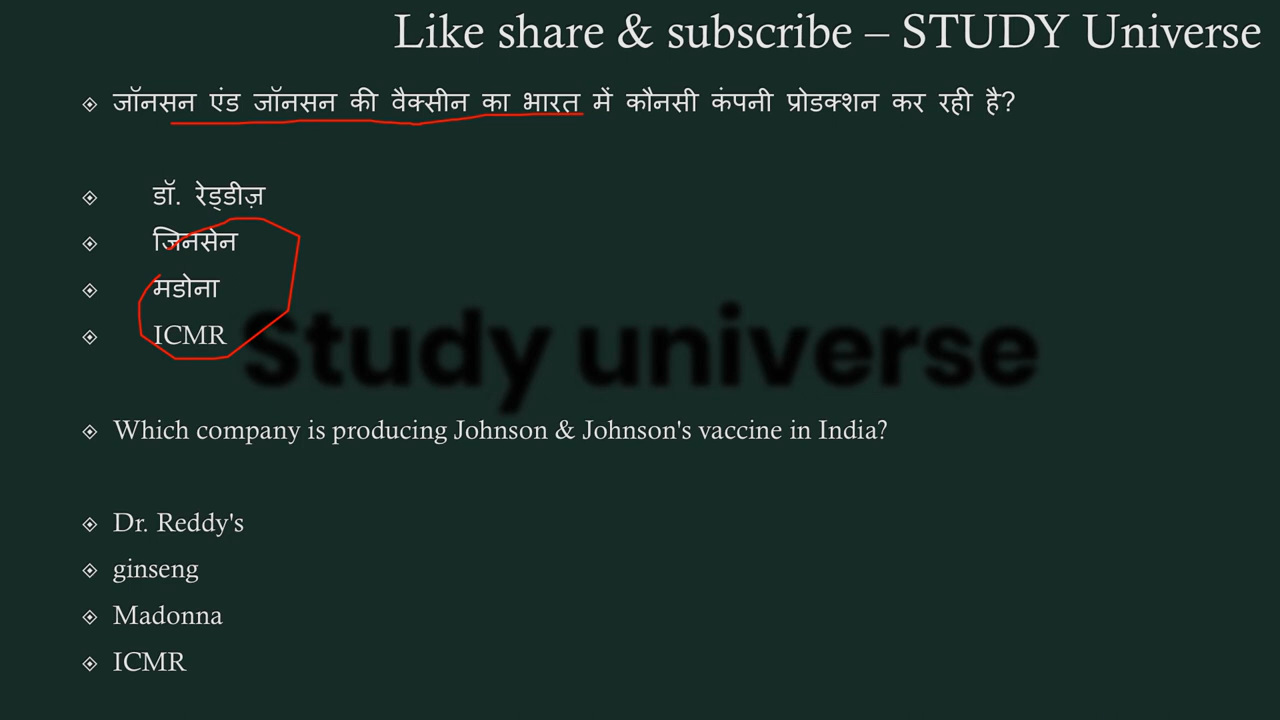 Like share & subscribe – STUDY Universe
जॉनसन एंड जॉनसन की वैक्सीन का भारत में कौनसी कंपनी प्रोडक्शन कर रही है?
डॉ. रेड्डीज़
जिनसेन
मडोना
ICMR
Study universe
Which company is producing Johnson & Johnson's vaccine in India?
Dr. Reddy's
ginseng
Madonna
ICMR